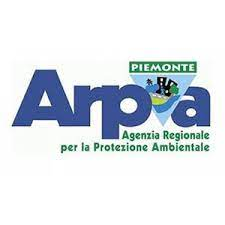 PIEMONTE
Arpa
Agenzia Regionale
per la Protezione Ambientale